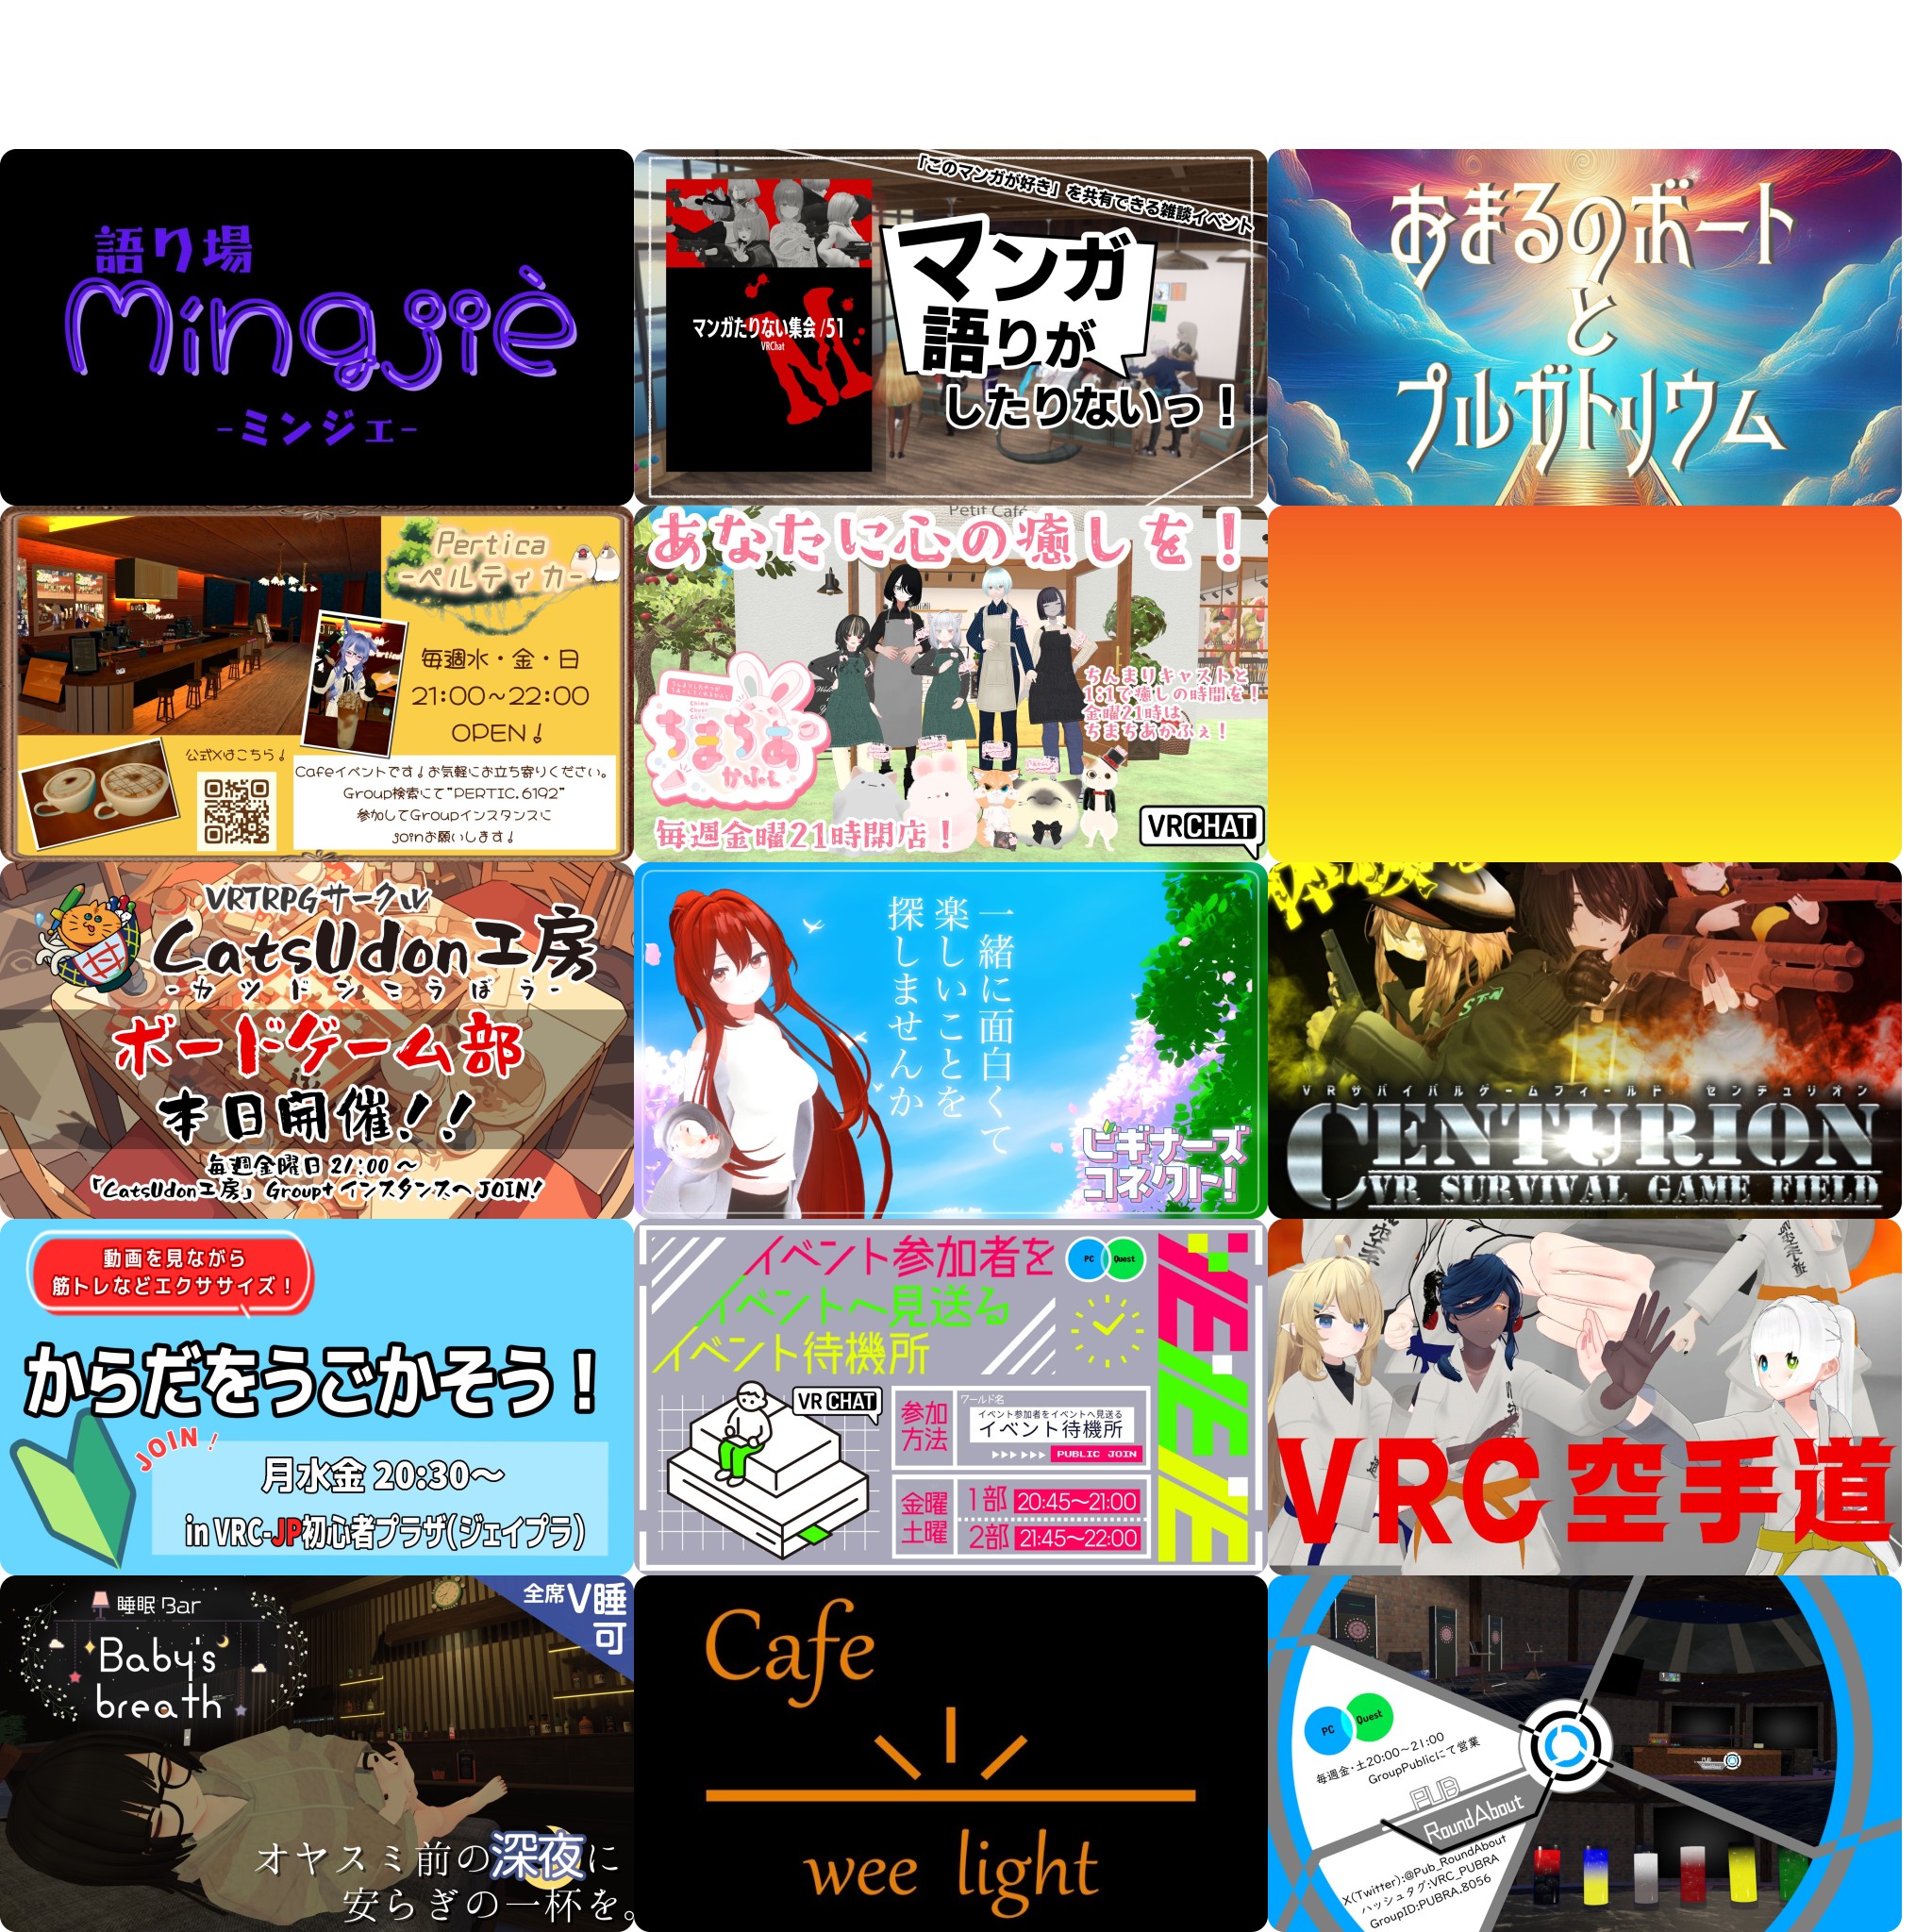 語り場
Mingjiè
-ミンジェ-
「このマンガが好き」を共有できる雑談イベント
マンガたりない集会 /51
VRChat
M
マンガ
語りが
したりないっ！
おまるのボート
と
プルガトリウム
Pertica
-ペルティカ-
毎週水・金・日
21:00~22:00
OPEN!
公式Xはこちら!
Cafeイベントです!お気軽にお立ち寄りください。
Group検索にて"PERTIC.6192"
参加してGroupインスタンスに
joinお願いします!
Petit Café
あなたに心の癒しを！
ちまちあ
かふぇ
ちんまりキャストと
1:1で癒しの時間を！
金曜21時は
ちまちあかふぇ！
毎週金曜21時開店！
VRCHAT
VRTRPGサークル
CatsUdon工房
-カツドンこうぼう-
ボードゲーム部
本日開催!!
毎週金曜日 21:00 ～
「CatsUdon工房」 Group+ インスタンスへ JOIN!
一緒に面白くて
楽しいことを
探しませんか
ビギナーズ
コネクト!
VRサバイバルゲームフィールド センチュリオン
CENTURION
VR SURVIVAL GAME FIELD
動画を見ながら
筋トレなどエクササイズ！
からだをうごかそう！
JOIN!
月水金 20:30～
in VRC-JP初心者プラザ(ジェイプラ)
イベント参加者を
イベントへ見送る
イベント待機所
PC Quest
VRCHAT
参加
方法
ワールド名
イベント参加者をイベントへ見送る
イベント待機所
PUBLIC JOIN
金曜
土曜
1部 20:45~21:00
2部 21:45~22:00
VRC空手道
睡眠 Bar
Baby's
breath
全席V睡
可
オヤスミ前の深夜に
安らぎの一杯を。
Cafe
wee light
PC Quest
毎週金・土20:00~21:00
GroupPublicにて営業
PUB
RoundAbout
X(Twitter):@Pub_RoundAbout
ハッシュタグ:VRC_PUBRA
GroupID:PUBRA.8056